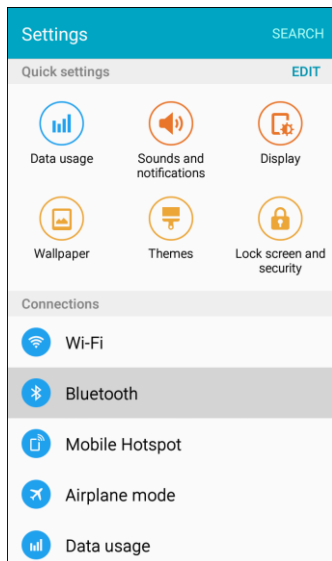 Settings SEARCH
Quick settings EDIT
Data usage Sounds and notifications Display
Wallpaper Themes Lock screen and security
Connections
Wi-Fi
Bluetooth
Mobile Hotspot
Airplane mode
Data usage